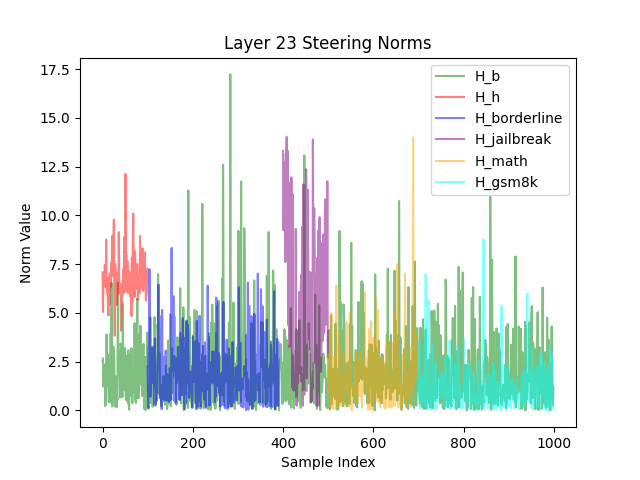 Layer 23 Steering Norms
17.5
15.0
12.5
10.0
7.5
5.0
2.5
0.0
Norm Value
H_b
H_h
H_borderline
H_jailbreak
H_math
H_gsm8k
0 200 400 600 800 1000
Sample Index